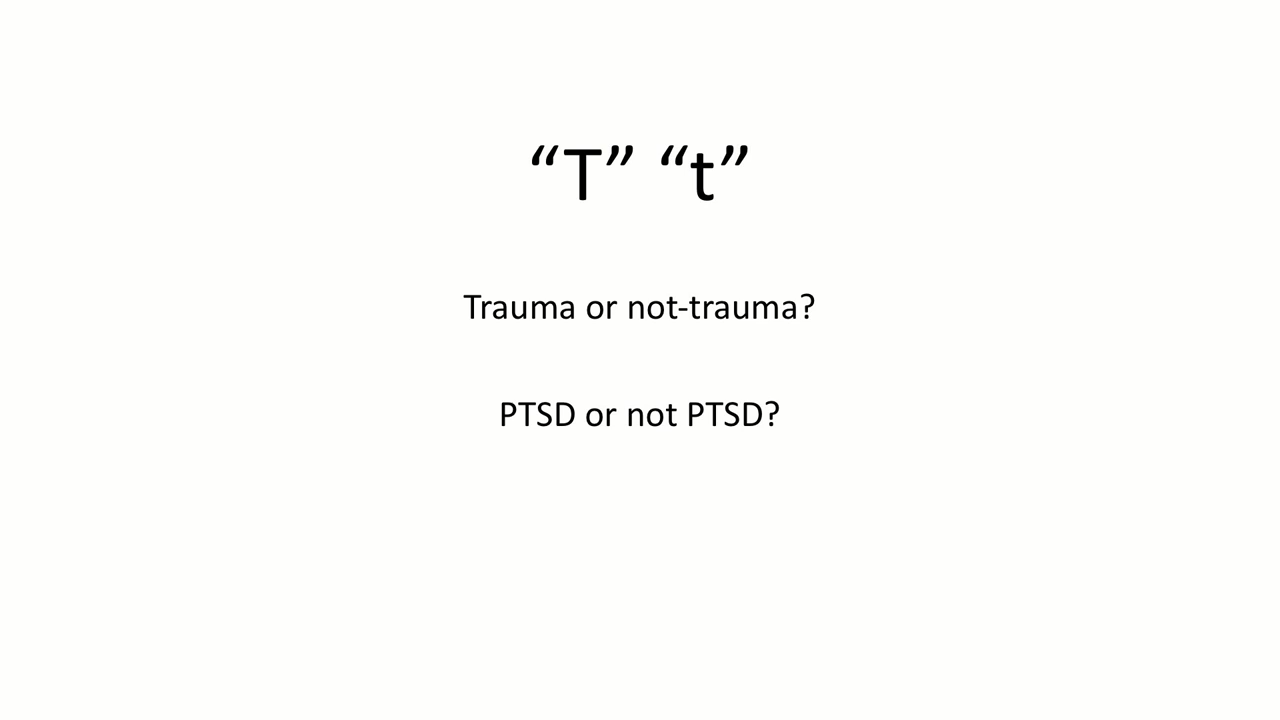 “T” “t”
Trauma or not-trauma?
PTSD or not PTSD?